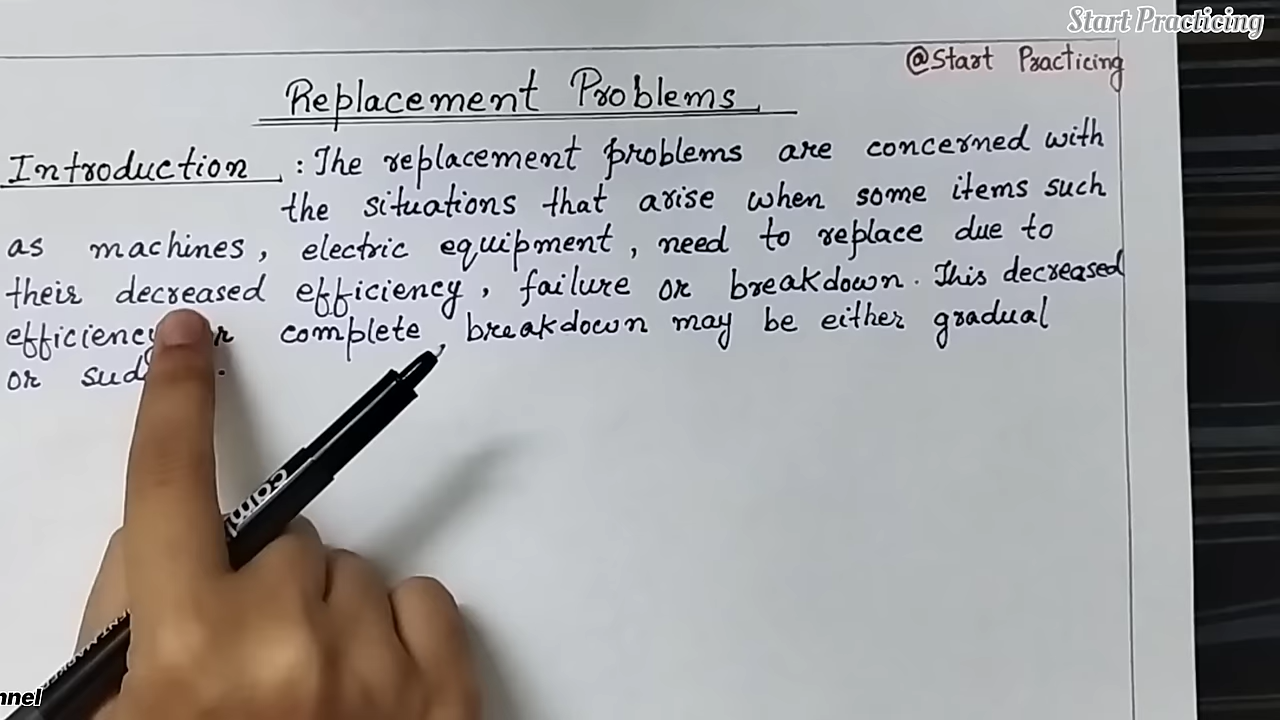 Start Practicing
@Start Practicing
Replacement Problems
Introduction : The replacement problems are concerned with
the situations that arise when some items such
as machines, electric equipment, need to replace due to
their decreased efficiency, failure or breakdown. This decreased
efficiency complete breakdown may be either gradual
or